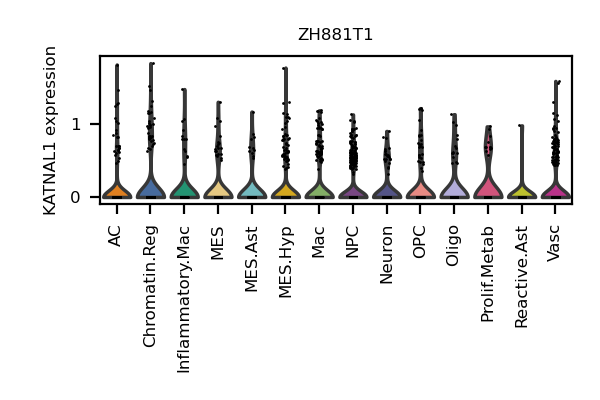 ZH881T1
KATNAL1 expression
1
0
AC
Chromatin.Reg
Inflammatory.Mac
MES
MES.Ast
MES.Hyp
Mac
NPC
Neuron
OPC
Oligo
Prolif.Metab
Reactive.Ast
Vasc